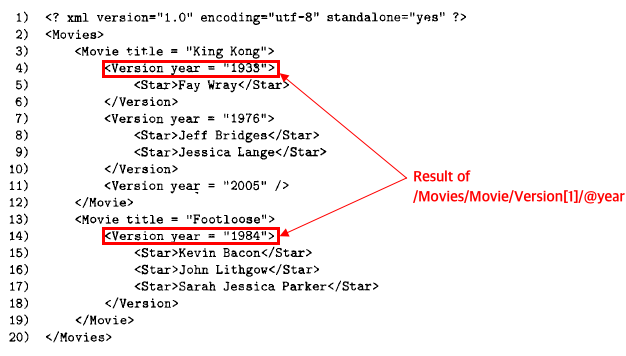 1) <? xml version="1.0" encoding="utf-8" standalone="yes" ?>
2) <Movies>
3) <Movie title = "King Kong">
4) <Version year = "1933">
5) <Star>Fay Wray</Star>
6) </Version>
7) <Version year = "1976">
8) <Star>Jeff Bridges</Star>
9) <Star>Jessica Lange</Star>
10) </Version>
11) <Version year = "2005" />
12) </Movie>
13) <Movie title = "Footloose">
14) <Version year = "1984">
15) <Star>Kevin Bacon</Star>
16) <Star>John Lithgow</Star>
17) <Star>Sarah Jessica Parker</Star>
18) </Version>
19) </Movie>
20) </Movies>
Result of
/Movies/Movie/Version[1]/@year